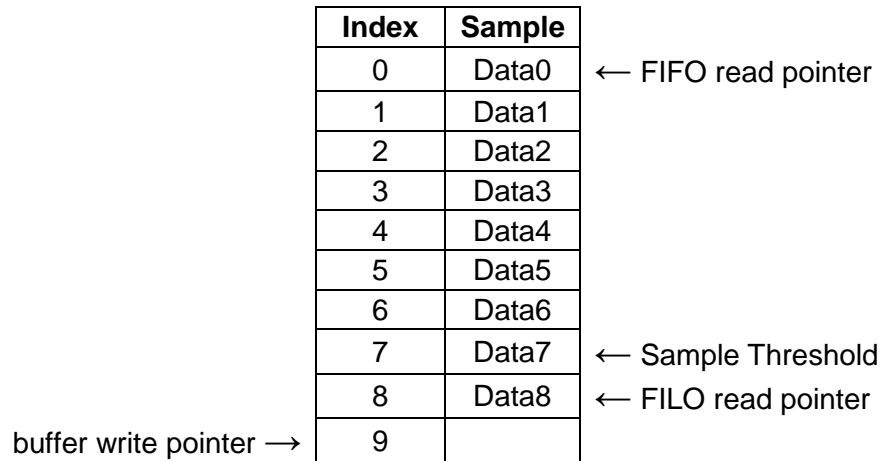 Index Sample
0 Data0 ← FIFO read pointer
1 Data1
2 Data2
3 Data3
4 Data4
5 Data5
6 Data6
7 Data7 ← Sample Threshold
8 Data8 ← FILO read pointer
buffer write pointer → 9